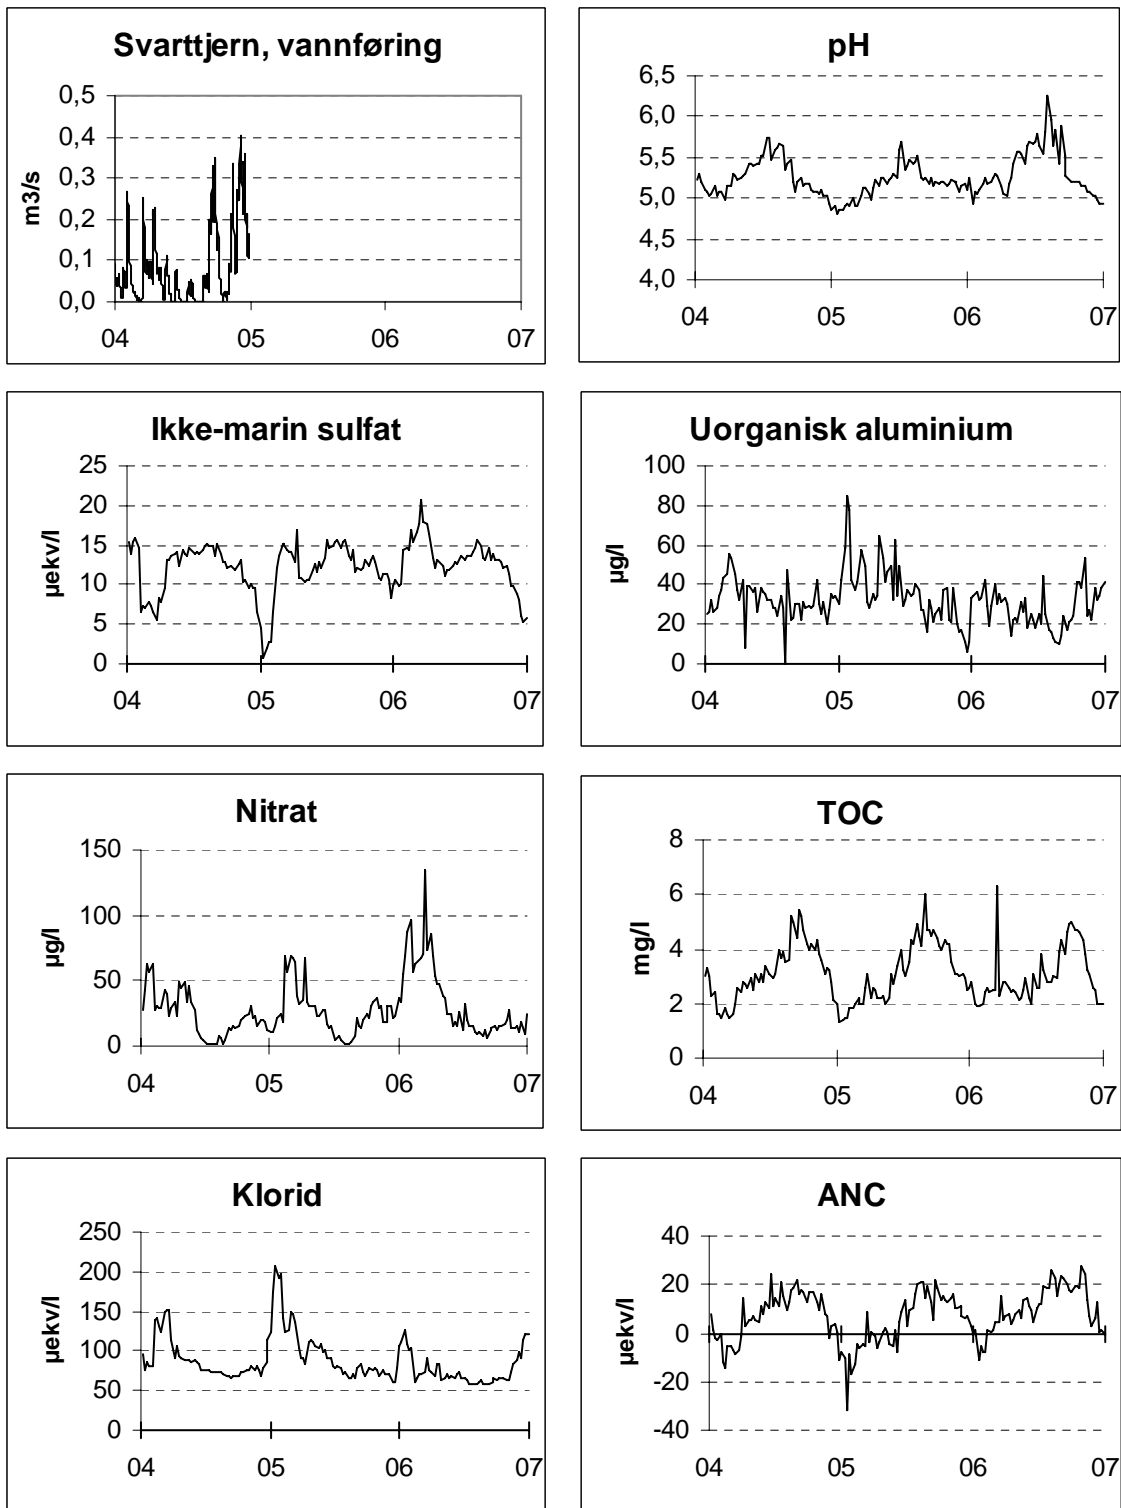 Svarttjern, vannføring
0,5
0,4
0,3
0,2
0,1
0,0
m3/s
04 05 06 07
pH
6,5
6,0
5,5
5,0
4,5
4,0
04 05 06 07
Ikke-marin sulfat
25
20
15
10
5
0
µekv/l
04 05 06 07
Uorganisk aluminium
100
80
60
40
20
0
µg/l
04 05 06 07
Nitrat
150
100
50
0
µg/l
04 05 06 07
TOC
8
6
4
2
0
mg/l
04 05 06 07
Klorid
250
200
150
100
50
0
µekv/l
04 05 06 07
ANC
40
20
0
-20
-40
µekv/l
04 05 06 07